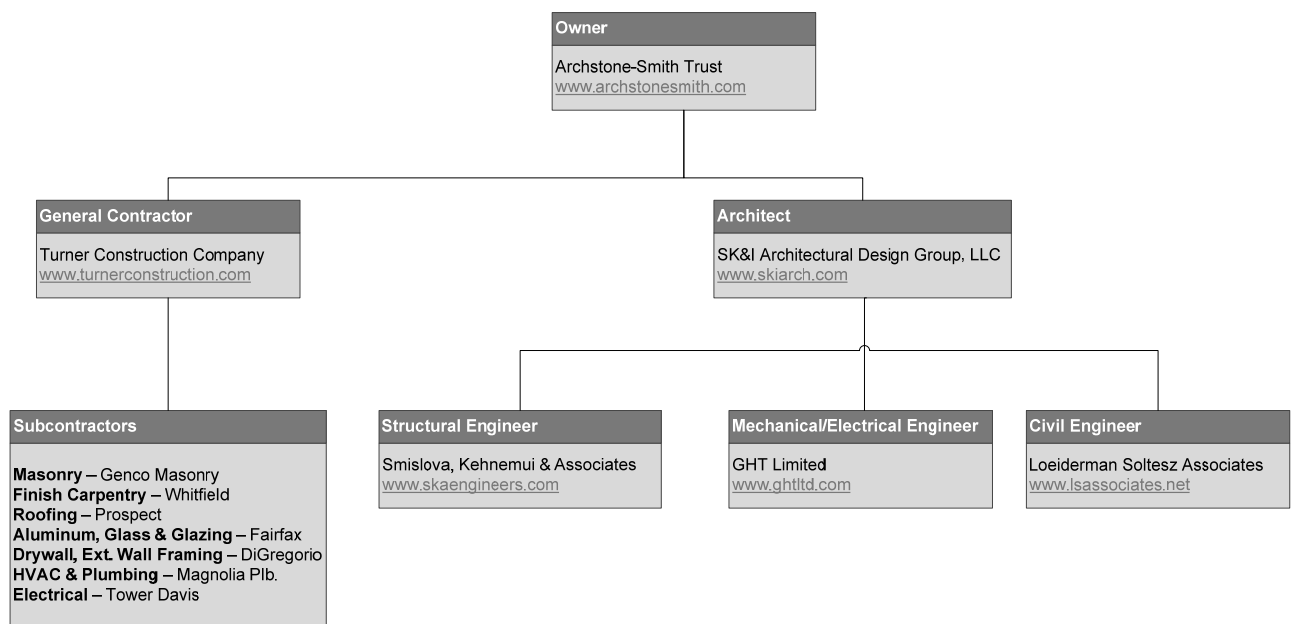 Owner
Archstone-Smith Trust
www.archstonesmith.com
General Contractor
Turner Construction Company
www.turnerconstruction.com
Architect
SK&I Architectural Design Group, LLC
www.skiarch.com
Subcontractors
Masonry – Genco Masonry
Finish Carpentry – Whitfield
Roofing – Prospect
Aluminum, Glass & Glazing – Fairfax
Drywall, Ext. Wall Framing – DiGregorio
HVAC & Plumbing – Magnolia Plb.
Electrical – Tower Davis
Structural Engineer
Smislova, Kehnemui & Associates
www.skaengineers.com
Mechanical/Electrical Engineer
GHT Limited
www.ghtltd.com
Civil Engineer
Loeiderman Soltesz Associates
www.lsassociates.net